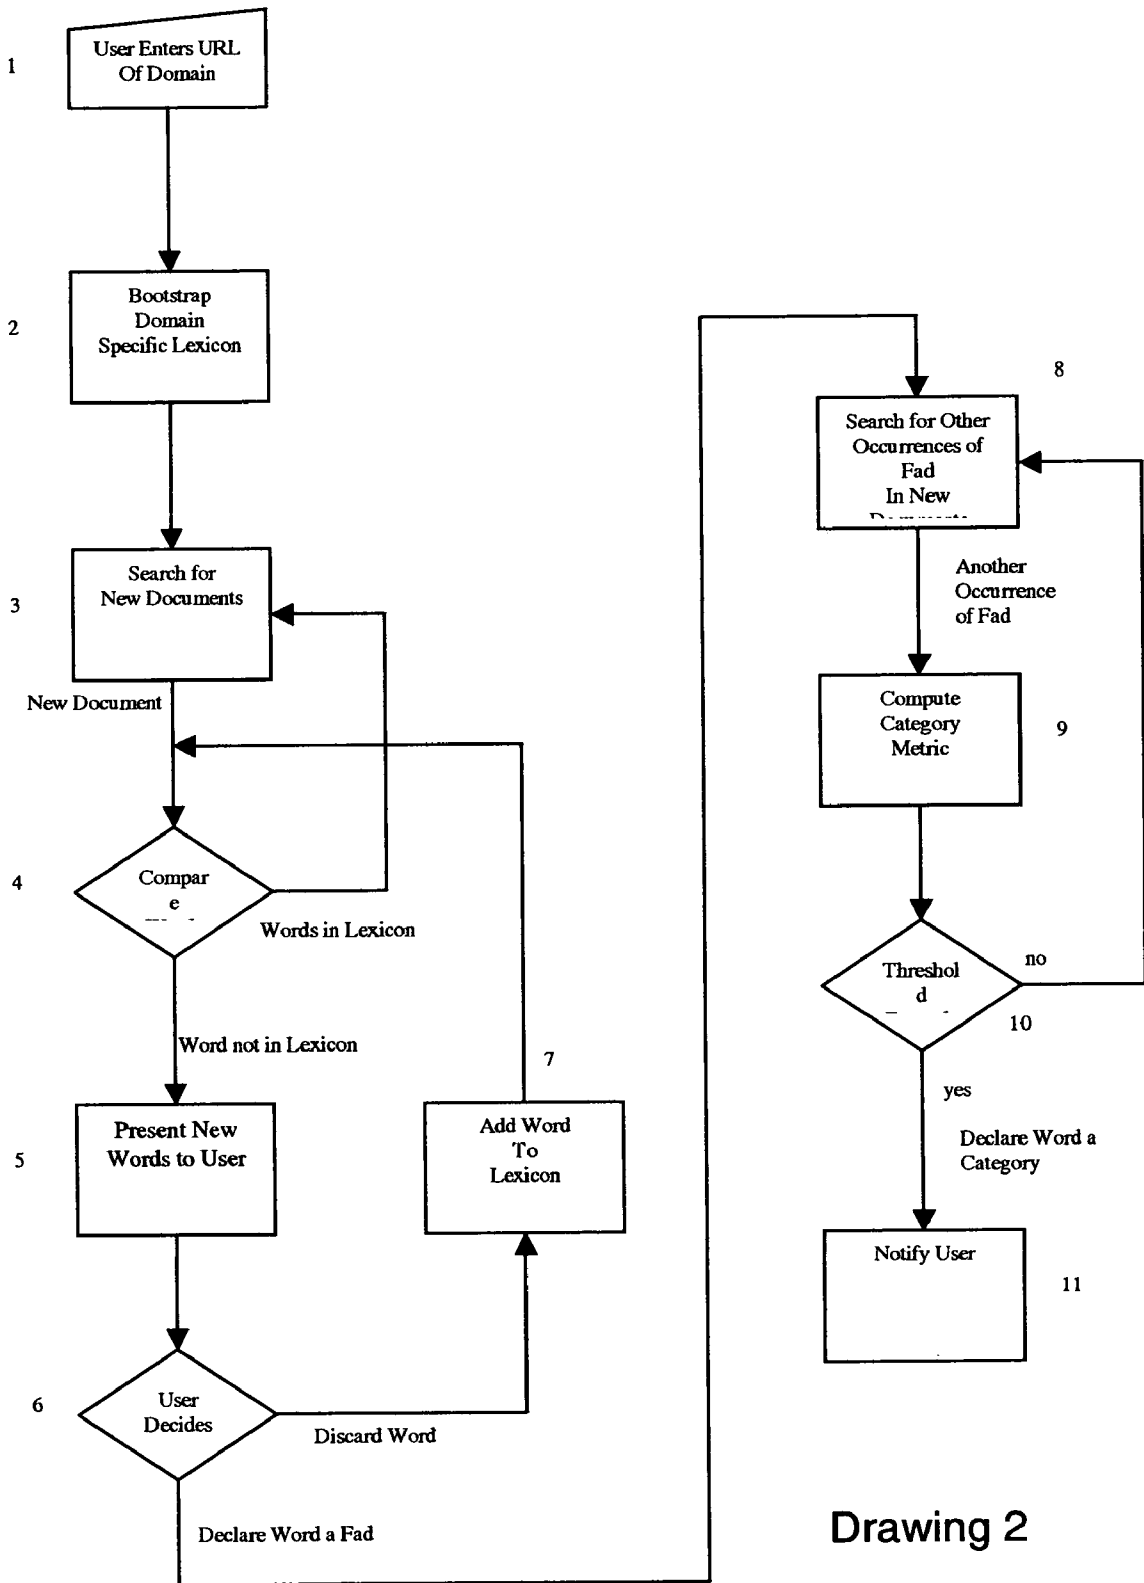 1
User Enters URL
Of Domain
2
Bootstrap
Domain
Specific Lexicon
3
Search for
New Documents
New Document
4
Compar
e
Words in Lexicon
Word not in Lexicon
5
Present New
Words to User
7
Add Word
To
Lexicon
6
User
Decides
Discard Word
Declare Word a Fad
8
Search for Other
Occurrences of
Fad
In New
Another
Occurrence
of Fad
9
Compute
Category
Metric
Threshol
d
no
10
yes
Declare Word a
Category
Notify User
11
Drawing 2